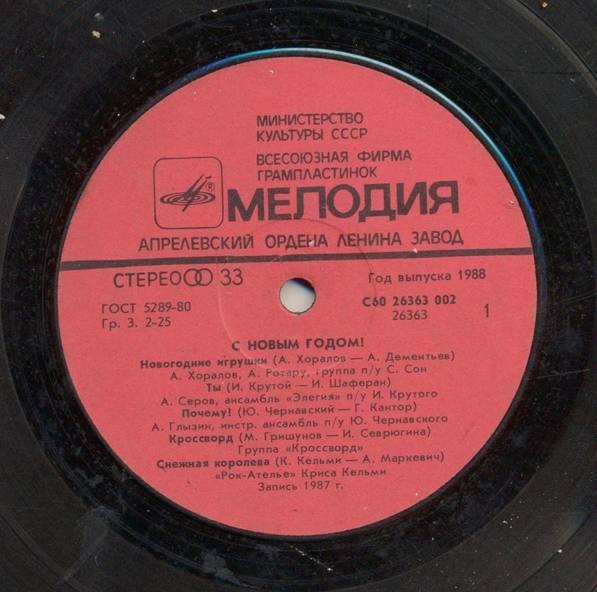 МИНИСТЕРСТВО
КУЛЬТУРЫ СССР
ВСЕСОЮЗНАЯ ФИРМА
ГРАМПЛАСТИНОК
МЕЛОДИЯ
АПРЕЛЕВСКИЙ ОРДЕНА ЛЕНИНА ЗАВОД
СТЕРЕО 33
Год выпуска 1988
ГОСТ 5289-80
С60 26363 002
Гр. 3. 2-25
26363
1
С НОВЫМ ГОДОМ!
Новогодние игрушки (А. Хоралов — А. Дементьев)
А. Хоралов, А. Ротару, группа п/у С. Сон
Ты (И. Крутой — И. Шаферан)
А. Серов, ансамбль «Элегия» п/у И. Крутого
Почему! (Ю. Чернавский — Г. Кантор)
А. Глызин, инстр. ансамбль п/у Ю. Чернавского
Кроссворд (М. Гришунов — И. Севрюгина)
Группа «Кроссворд»
Снежная королева (К. Кельми — А. Маркевич)
«Рок-Ателье» Криса Кельми
Запись 1987 г.